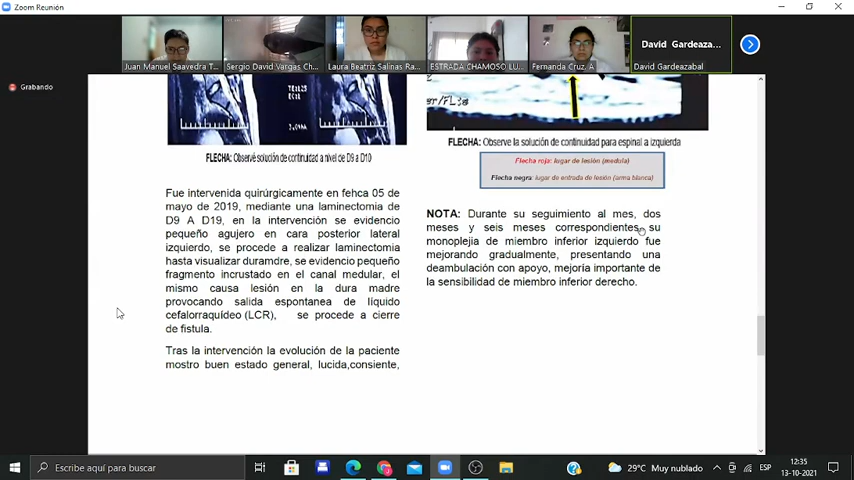 Zoom Reunión
Juan Manuel Saavedra T...
Sergio David Vargas Ch...
Laura Beatriz Salinas Ra...
ESTRADA CHAMOSO LU...
Fernanda Cruz. A
David Gardeaza...
David Gardeazabal
Grabando
er/FL:s
FLECHA: Observé solución de continuidad a nivel de D9 a D10
FLECHA: Observe la solución de continuidad para espinal a izquierda
Flecha roja: lugar de lesión (medula)
Flecha negra: lugar de entrada de lesión (arma blanca)
Fue intervenida quirúrgicamente en fehca 05 de
mayo de 2019, mediante una laminectomia de
D9 A D19, en la intervención se evidencio
pequeño agujero en cara posterior lateral
izquierdo, se procede a realizar laminectomia
hasta visualizar duramdre, se evidencio pequeño
fragmento incrustado en el canal medular, el
mismo causa lesión en la dura madre
provocando salida espontanea de líquido
cefalorraquídeo (LCR), se procede a cierre
de fistula.
Tras la intervención la evolución de la paciente
mostro buen estado general, lucida,consiente,
NOTA: Durante su seguimiento al mes, dos
meses y seis meses correspondientes su
monoplejia de miembro inferior izquierdo fue
mejorando gradualmente, presentando una
deambulación con apoyo, mejoría importante de
la sensibilidad de miembro inferior derecho.
Escribe aquí para buscar
29°C Muy nublado
ESP
12:35
13-10-2021